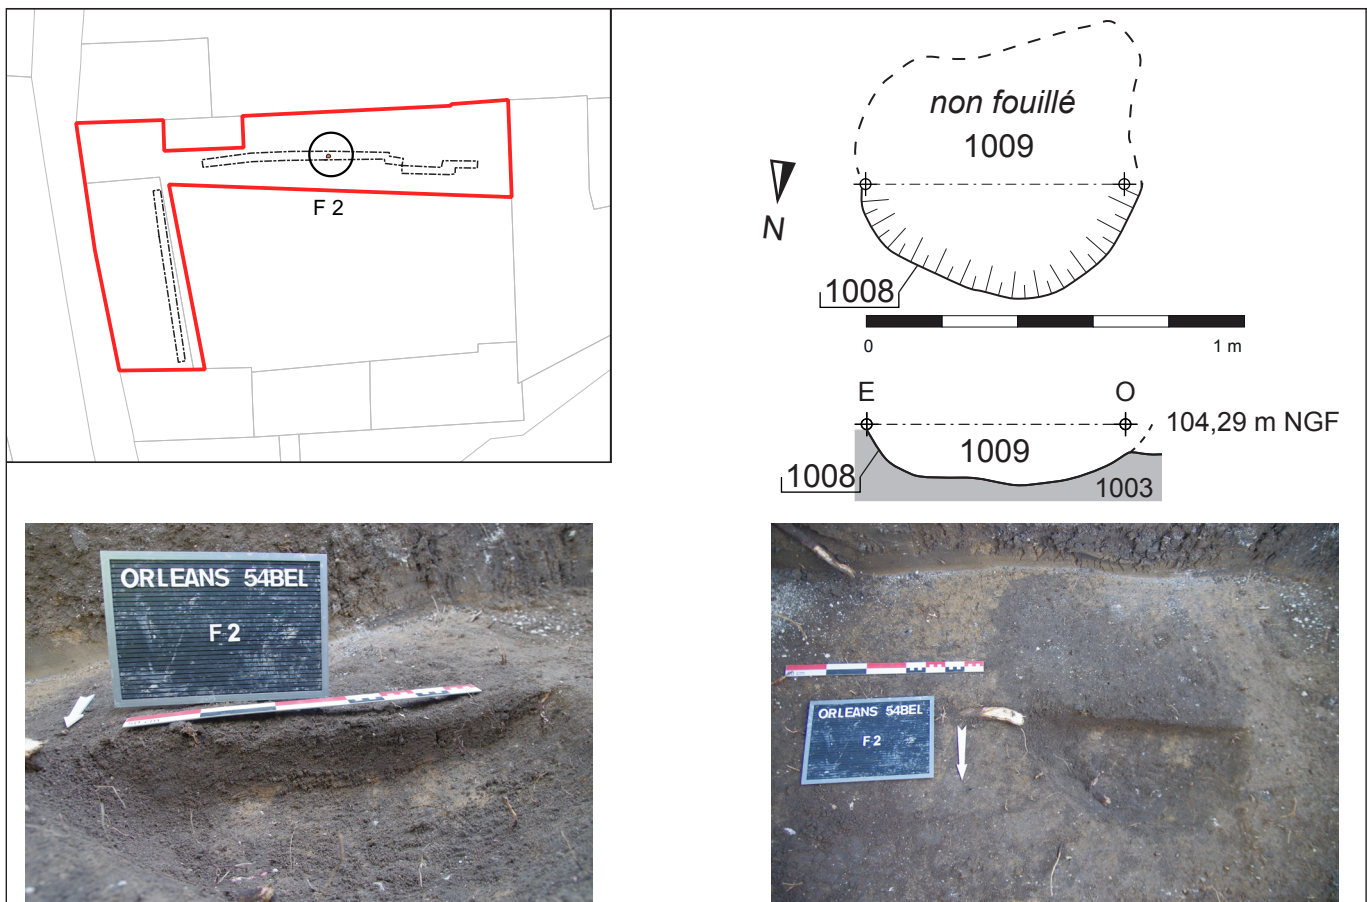 F 2
non fouillé
1009
N
1008
0 1 m
E O
104,29 m NGF
1009
1008
1003
ORLEANS 54BEL
F 2
ORLEANS 54BEL
F 2